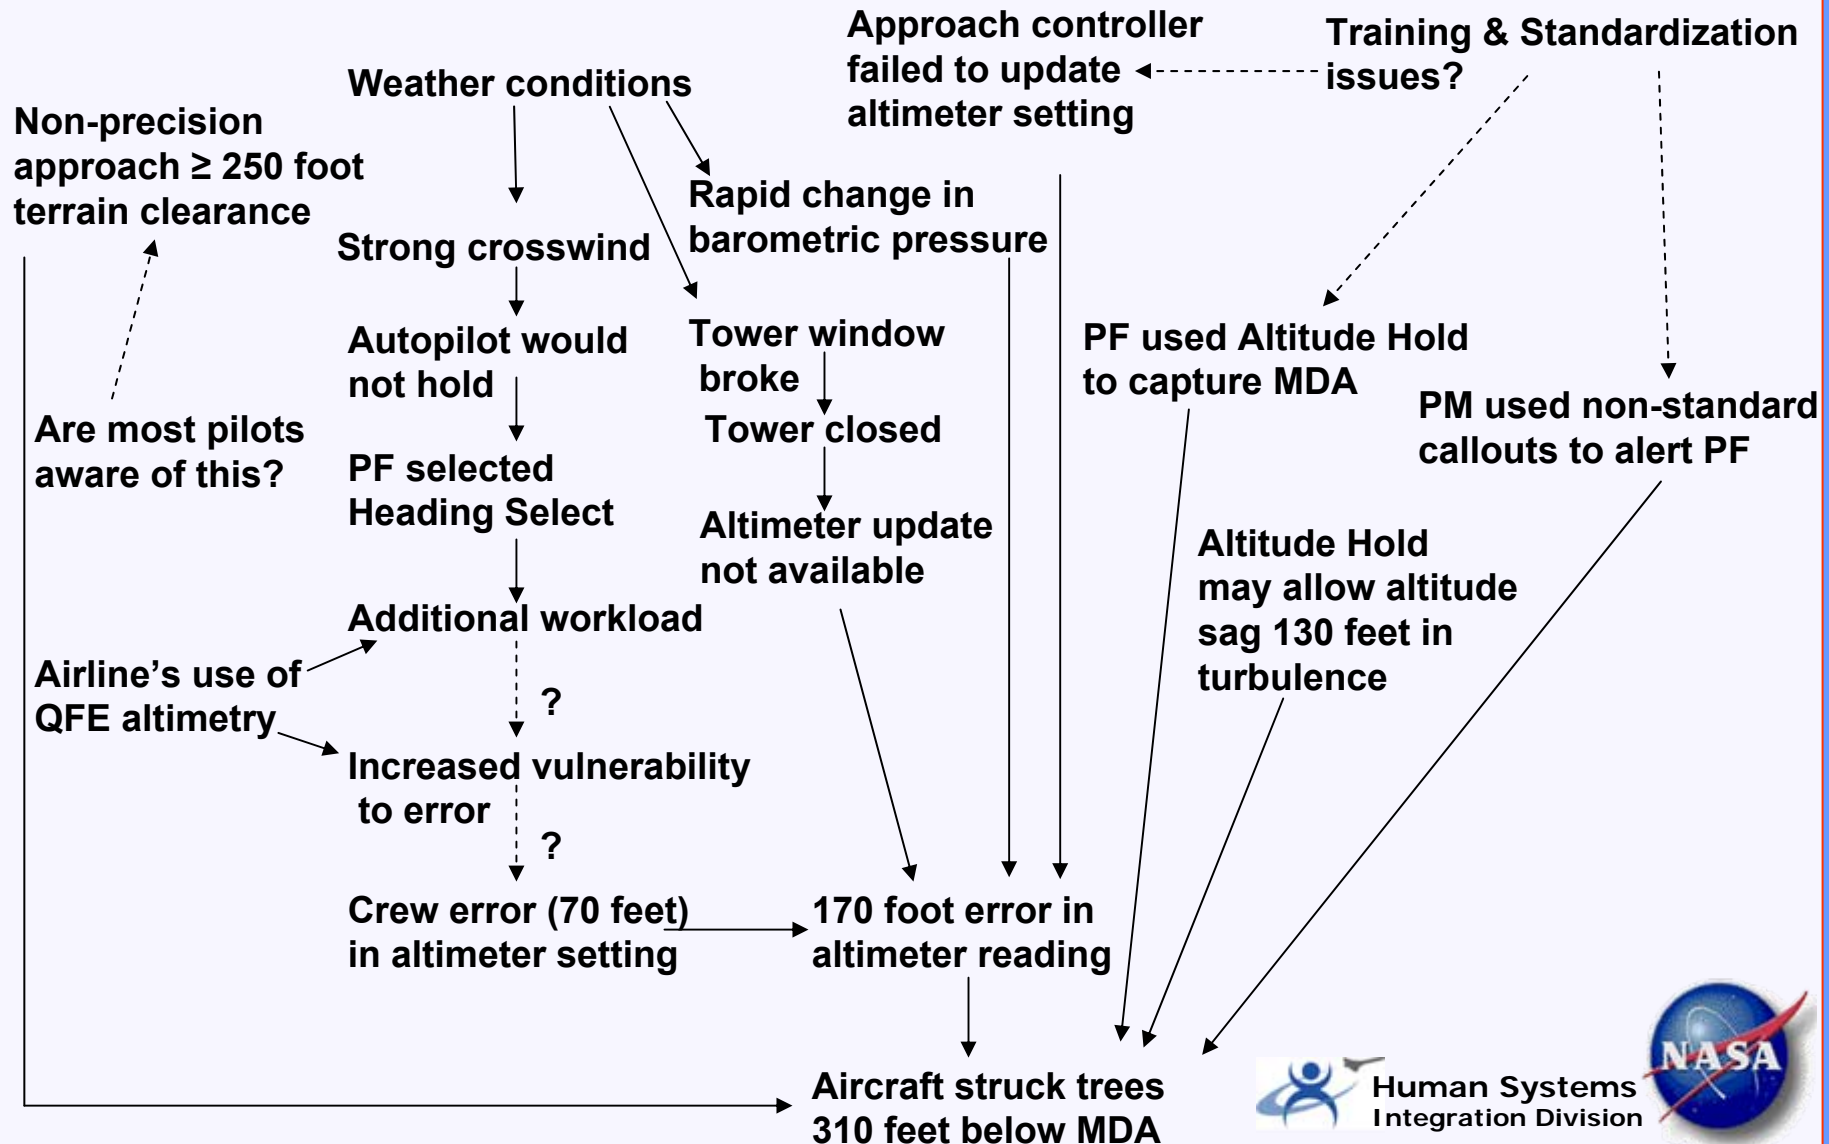 Approach controller
failed to update
altimeter setting
Training & Standardization
issues?
Weather conditions
Non-precision
approach ≥ 250 foot
terrain clearance
Rapid change in
barometric pressure
Strong crosswind
Autopilot would
not hold
Tower window
broke
PF used Altitude Hold
to capture MDA
PM used non-standard
callouts to alert PF
Are most pilots
aware of this?
Tower closed
PF selected
Heading Select
Altimeter update
not available
Altitude Hold
may allow altitude
sag 130 feet in
turbulence
Additional workload
Airline’s use of
QFE altimetry
?
Increased vulnerability
to error
?
Crew error (70 feet)
in altimeter setting
170 foot error in
altimeter reading
Aircraft struck trees
310 feet below MDA
Human Systems
Integration Division
NASA